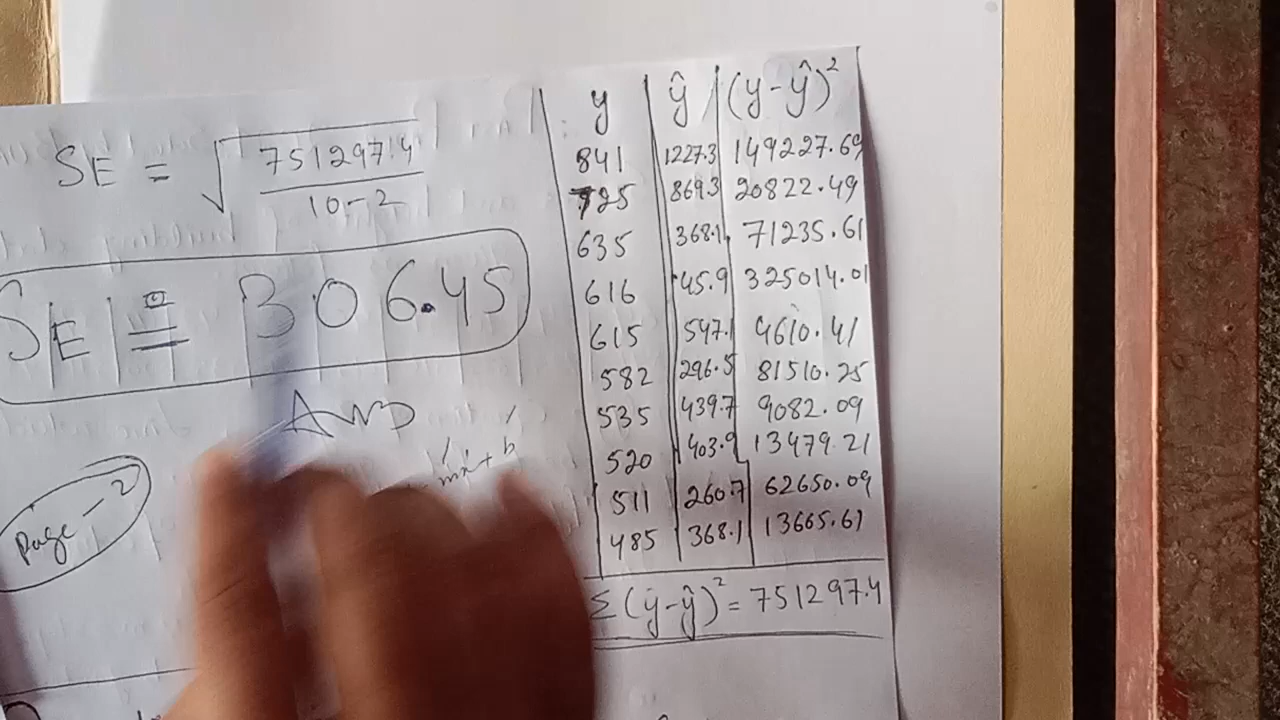 SE = √ 751297.4
10-2
SE = 306.45
AND
mx + b
Page-2
y ŷ (y-ŷ)²
841 1227.3 149227.69
725 869.3 20822.49
635 368.1 71235.61
616 45.9 325014.01
615 547.1 4610.41
582 296.5 81510.25
535 439.7 9082.09
520 403.9 13479.21
511 260.7 62650.09
485 368.1 13665.61
Σ(y-ŷ)² = 751297.4